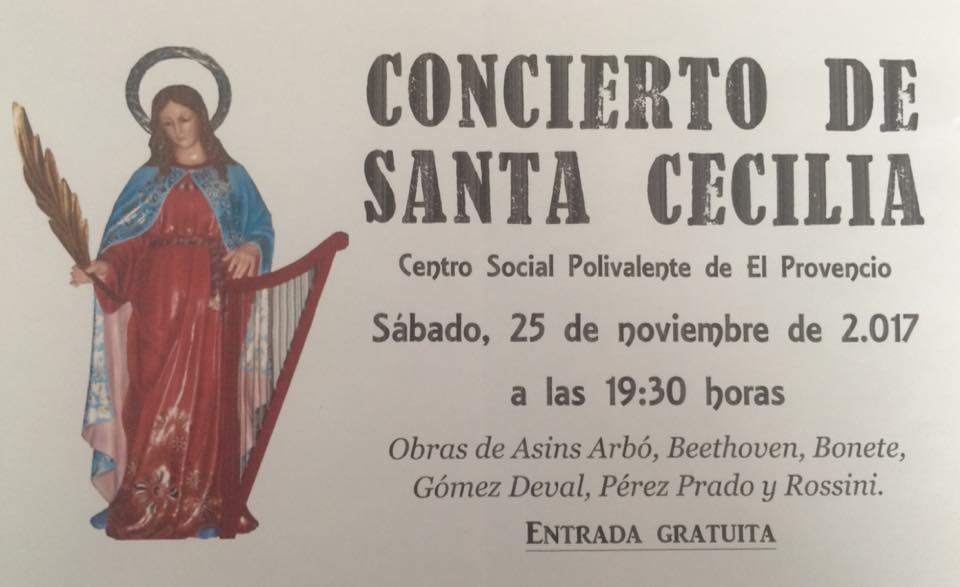 CONCIERTO DE
SANTA CECILIA
Centro Social Polivalente de El Provencio
Sábado, 25 de noviembre de 2.017
a las 19:30 horas
Obras de Asins Arbó, Beethoven, Bonete,
Gómez Deval, Pérez Prado y Rossini.
ENTRADA GRATUITA